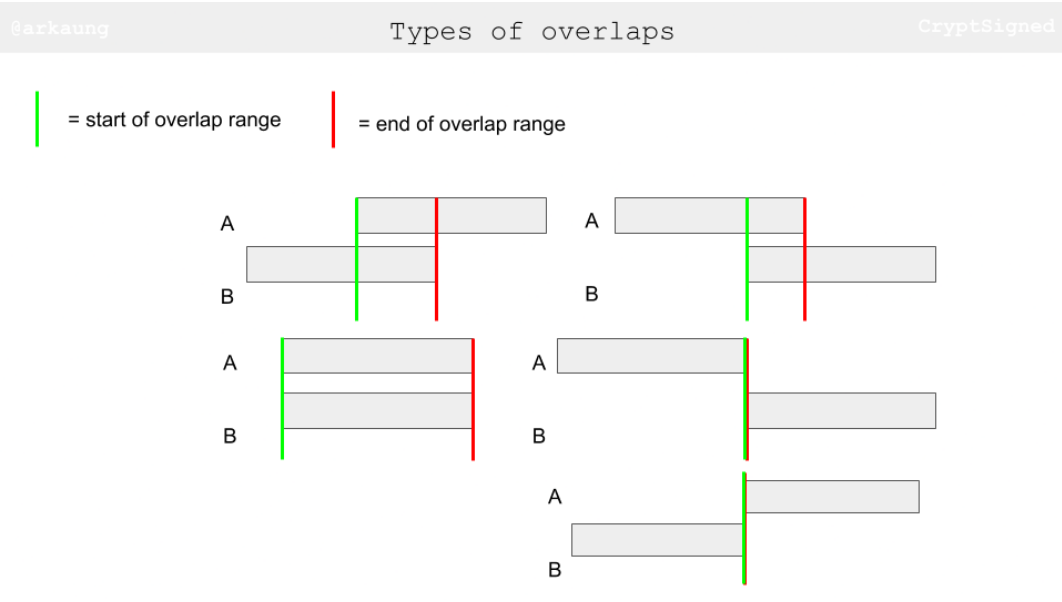 @arkaung
Types of overlaps
CryptSigned
= start of overlap range
= end of overlap range
A
B
A
B
A
B
A
B
A
B